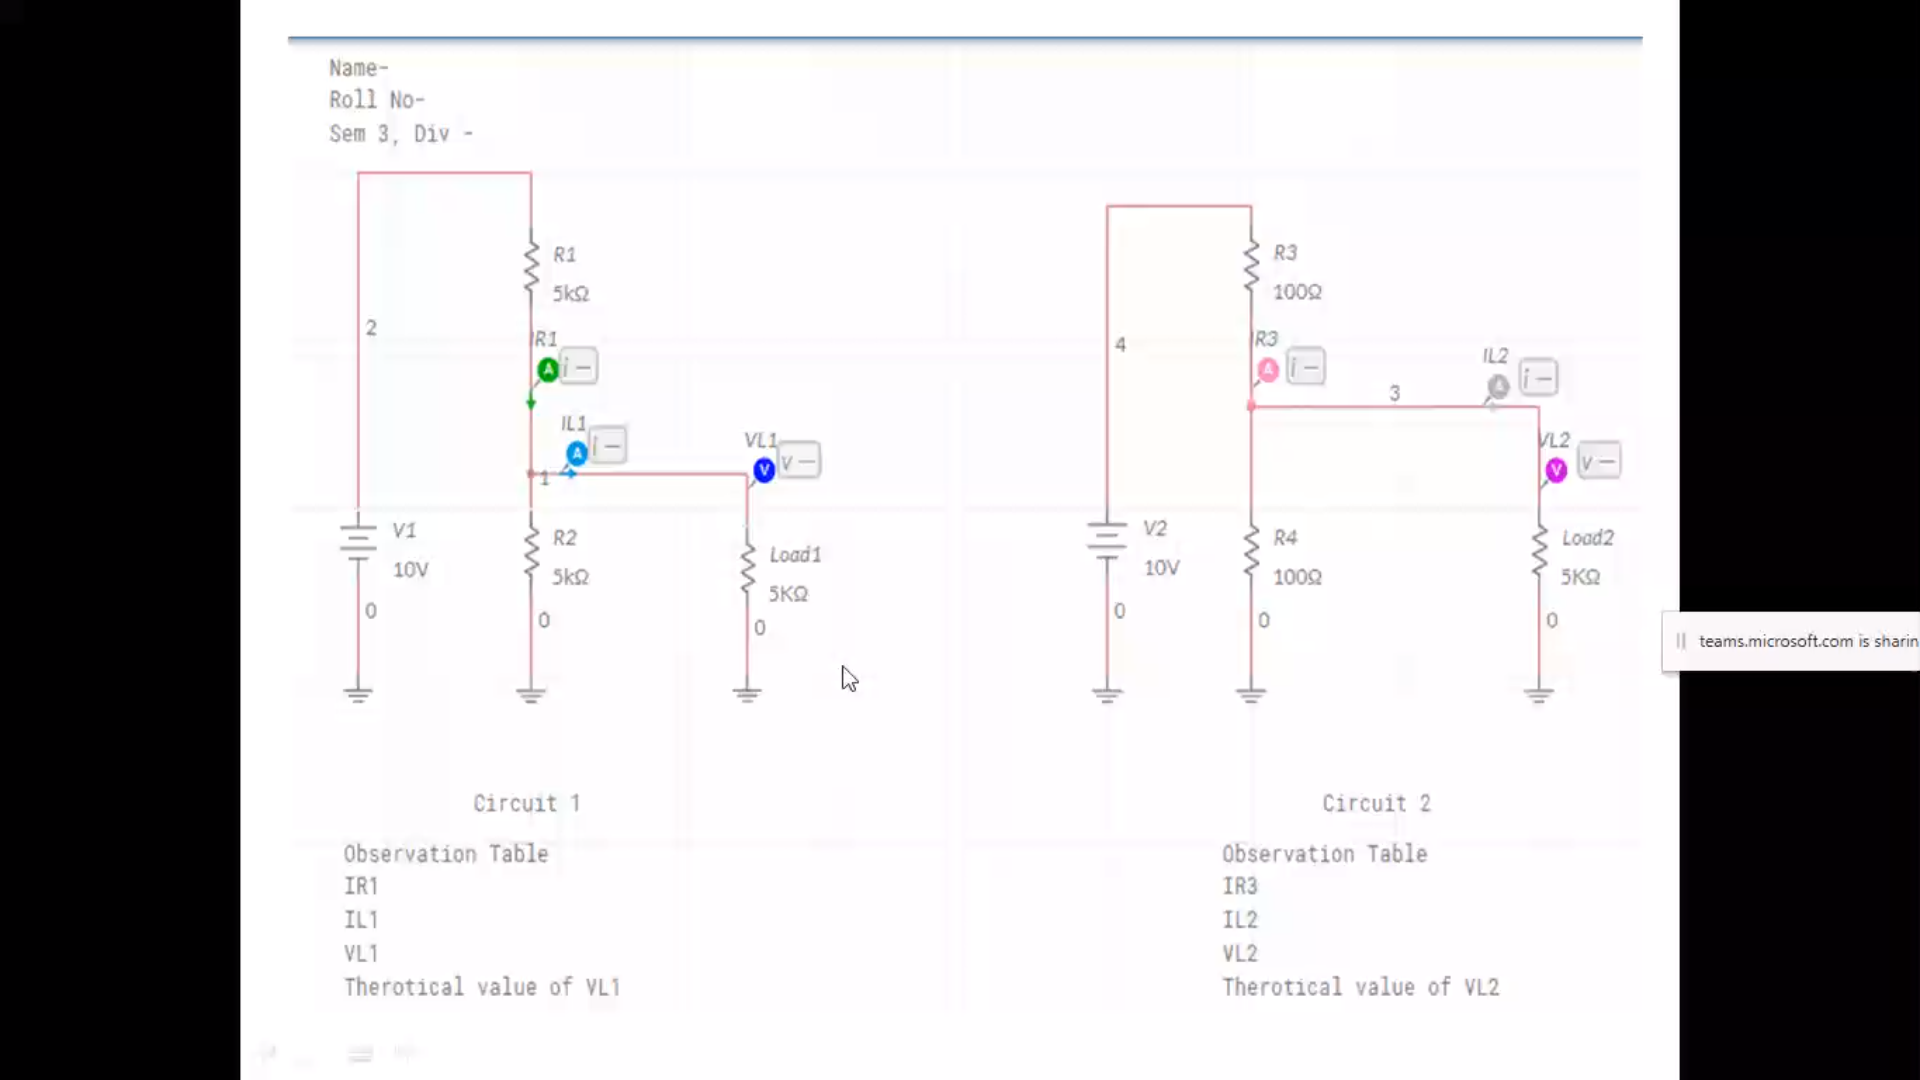 Name-
Roll No-
Sem 3, Div -
R1
5kΩ
2
IR1
A
i —
IL1
A
i —
1
VL1
V
v —
V1
10V
R2
5kΩ
Load1
5KΩ
0
0
0
Circuit 1
Observation Table
IR1
IL1
VL1
Therotical value of VL1
R3
100Ω
4
IR3
A
i —
3
IL2
A
i —
VL2
V
v —
V2
10V
R4
100Ω
Load2
5KΩ
0
0
0
Circuit 2
Observation Table
IR3
IL2
VL2
Therotical value of VL2
teams.microsoft.com is sharin